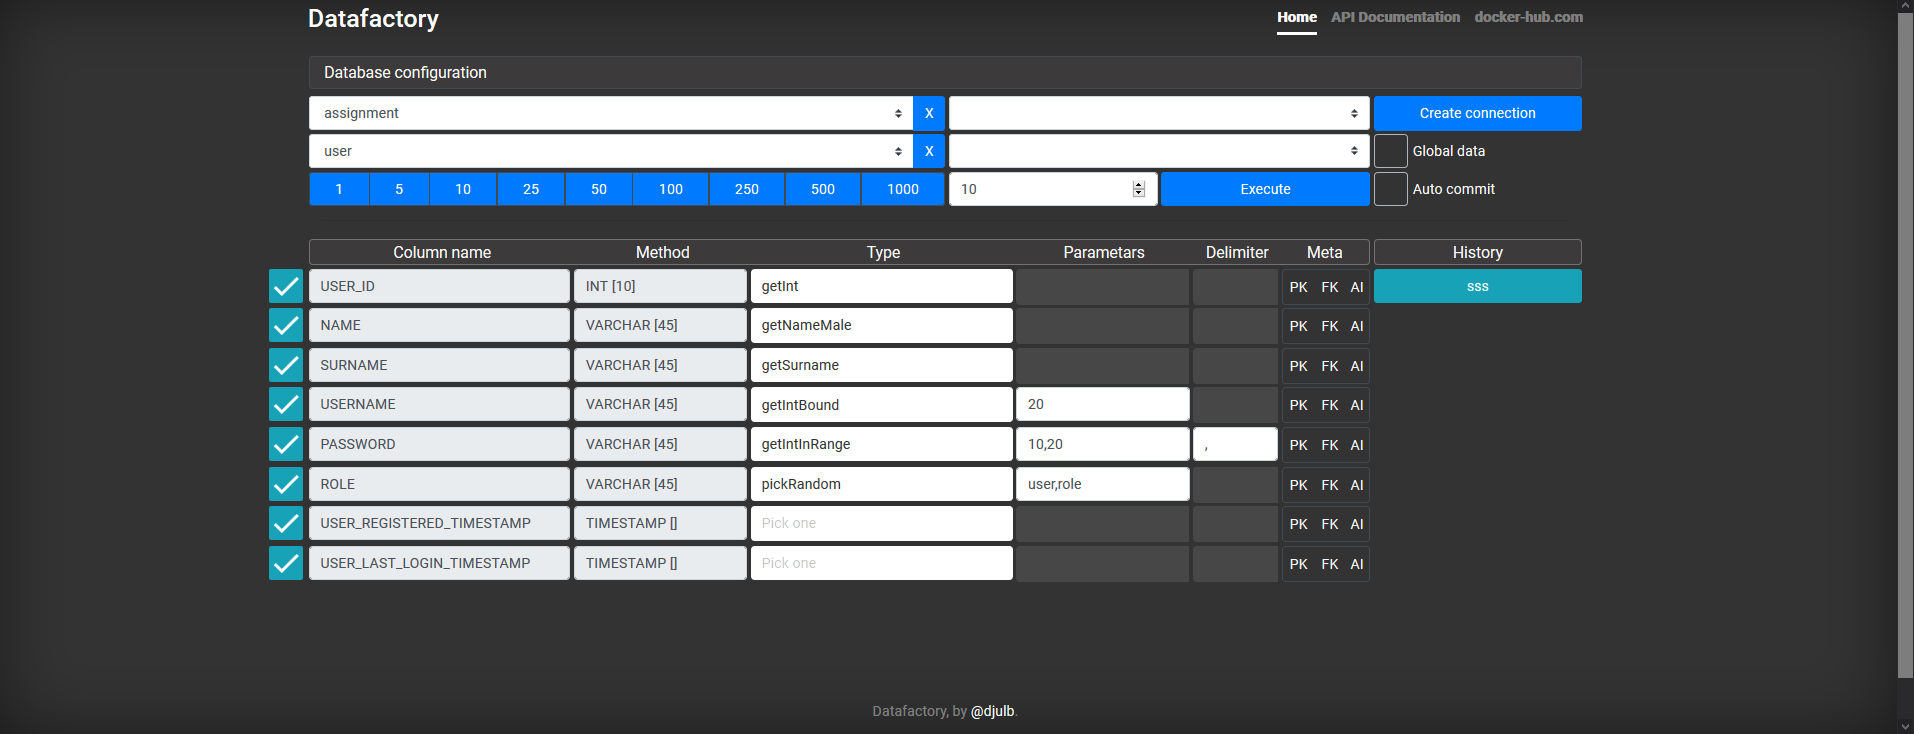 Datafactory
Home API Documentation docker-hub.com
Database configuration
assignment X Create connection
user X Global data
1 5 10 25 50 100 250 500 1000 10 Execute Auto commit
Column name Method Type Parametars Delimiter Meta History
USER_ID INT [10] getInt PK FK AI sss
NAME VARCHAR [45] getNameMale PK FK AI
SURNAME VARCHAR [45] getSurname PK FK AI
USERNAME VARCHAR [45] getIntBound 20 PK FK AI
PASSWORD VARCHAR [45] getIntInRange 10,20 , PK FK AI
ROLE VARCHAR [45] pickRandom user,role PK FK AI
USER_REGISTERED_TIMESTAMP TIMESTAMP [] Pick one PK FK AI
USER_LAST_LOGIN_TIMESTAMP TIMESTAMP [] Pick one PK FK AI
Datafactory, by @djulb.